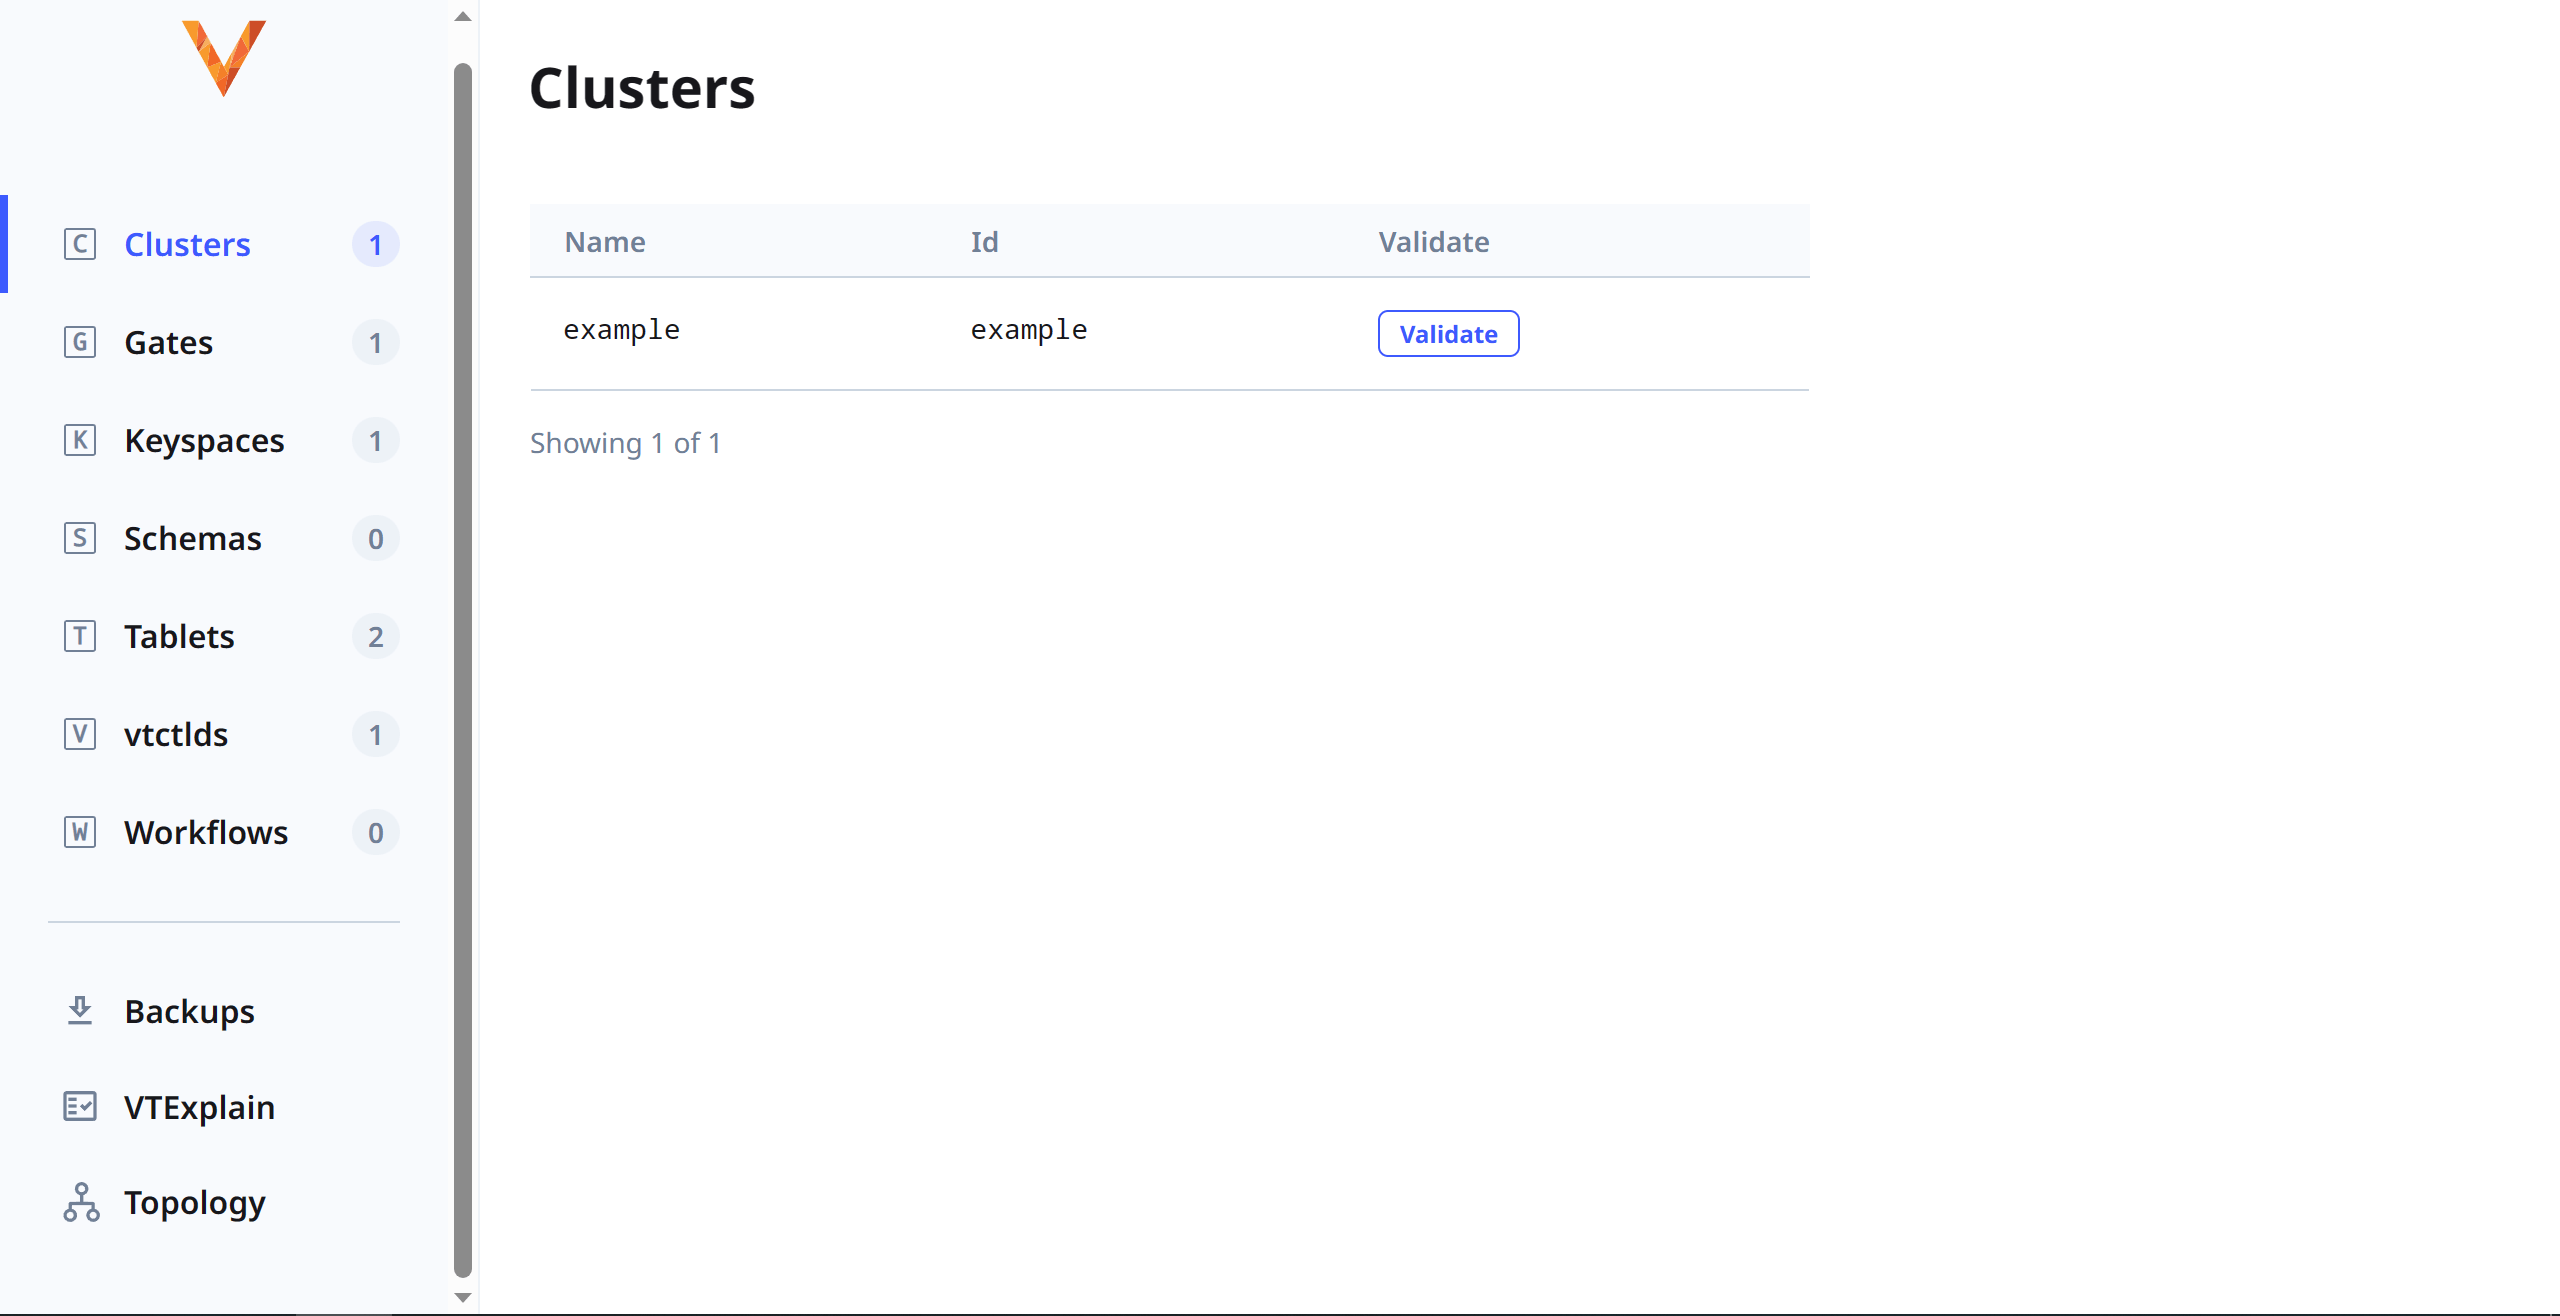 C Clusters 1
G Gates 1
K Keyspaces 1
S Schemas 0
T Tablets 2
V vtctlds 1
W Workflows 0
Backups
VTExplain
Topology
Clusters
Name Id Validate
example example Validate
Showing 1 of 1